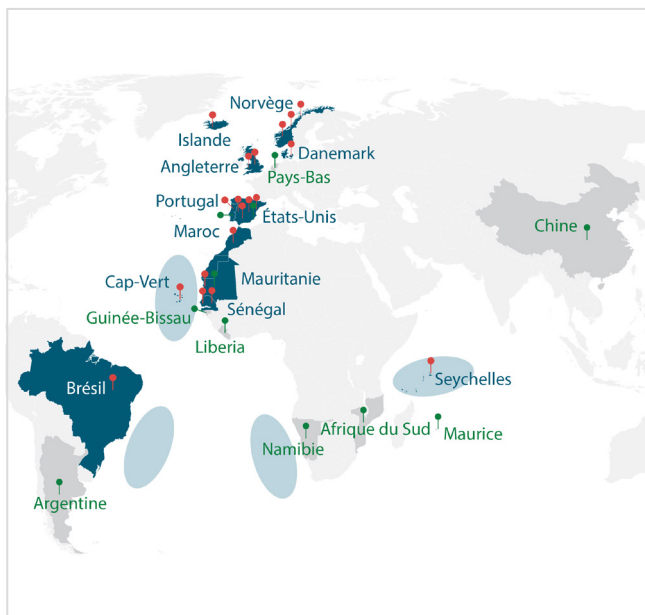 Norvège
Islande
Danemark
Angleterre
Pays-Bas
Portugal
États-Unis
Chine
Maroc
Cap-Vert
Mauritanie
Sénégal
Guinée-Bissau
Liberia
Brésil
Seychelles
Afrique du Sud
Maurice
Namibie
Argentine